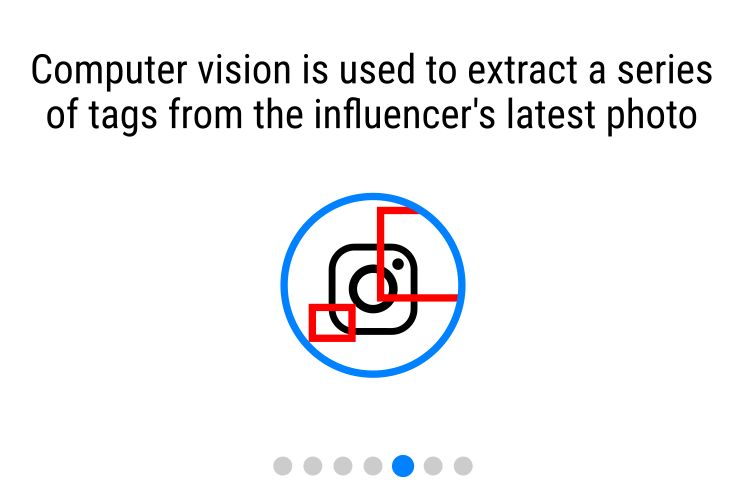 Computer vision is used to extract a series
of tags from the influencer's latest photo